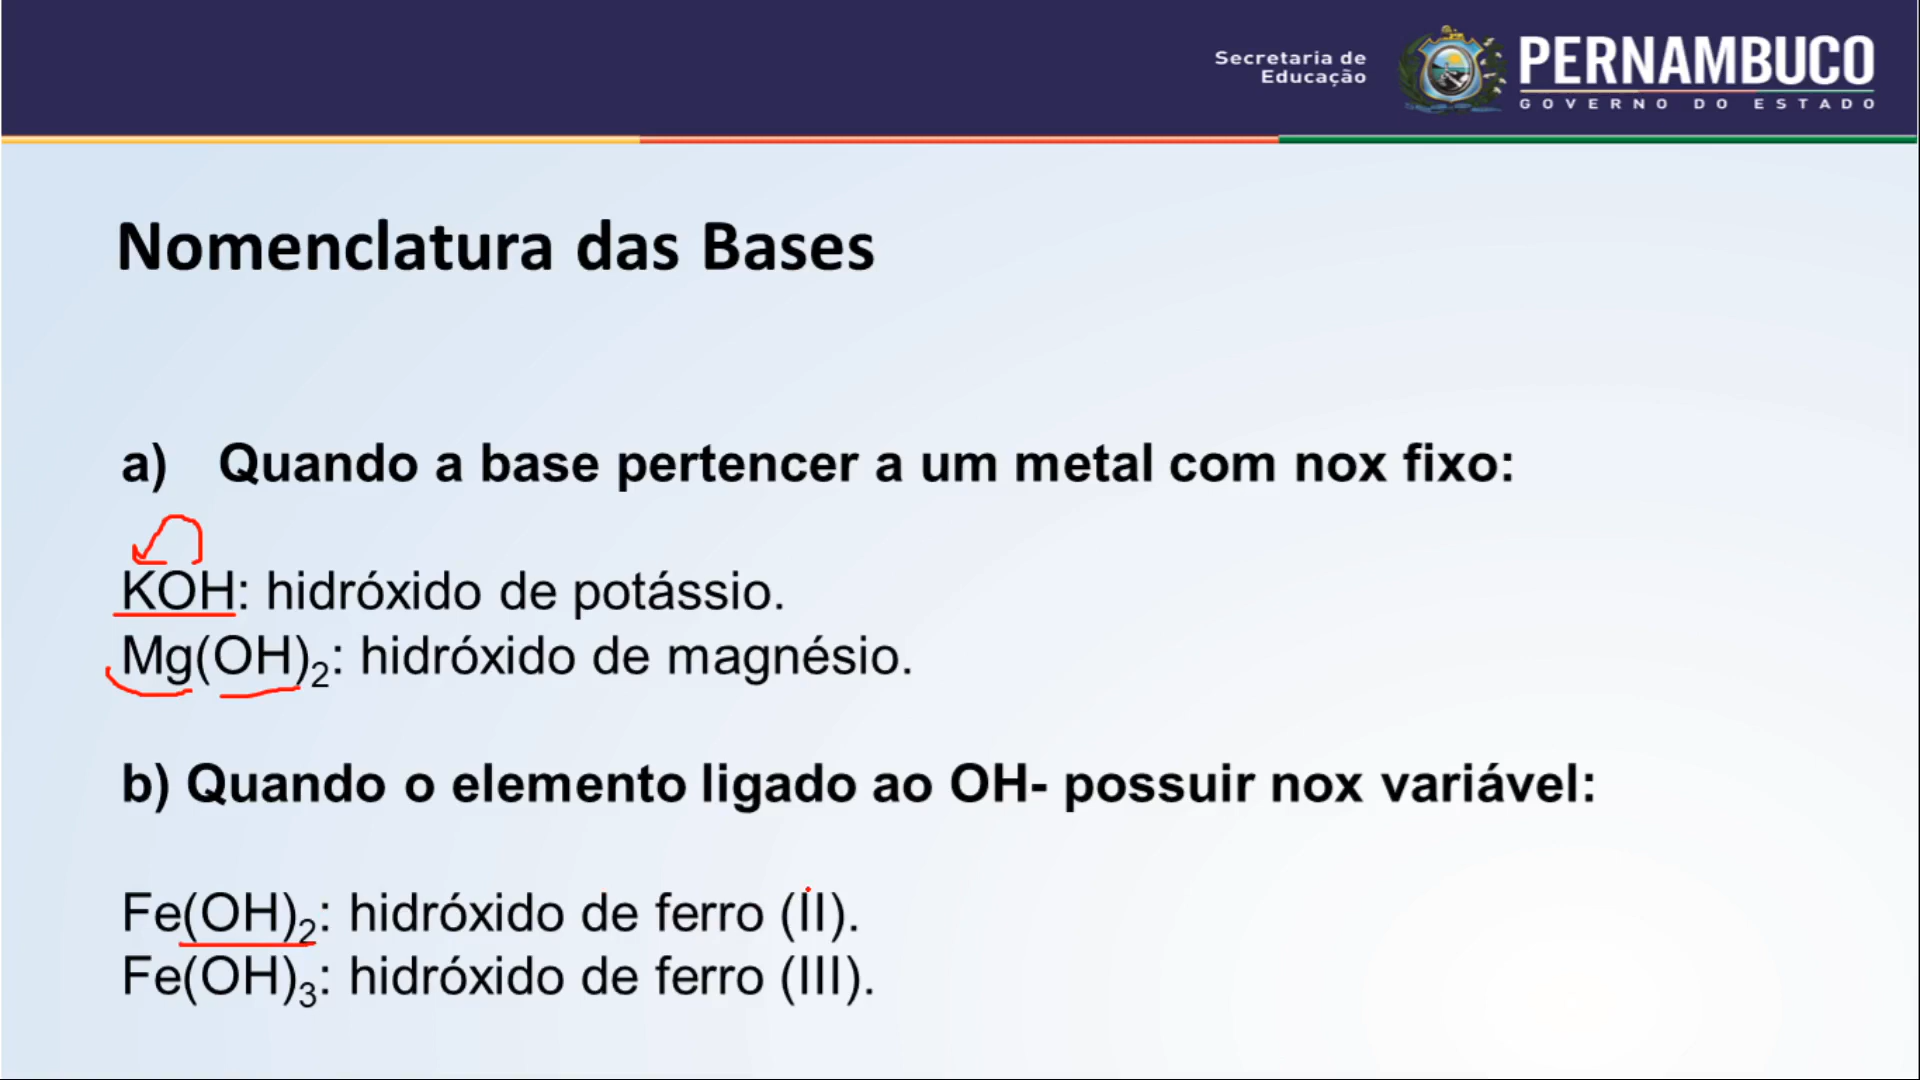 Secretaria de
Educação
PERNAMBUCO
GOVERNO DO ESTADO
Nomenclatura das Bases
a) Quando a base pertencer a um metal com nox fixo:
KOH: hidróxido de potássio.
Mg(OH)₂: hidróxido de magnésio.
b) Quando o elemento ligado ao OH- possuir nox variável:
Fe(OH)₂: hidróxido de ferro (II).
Fe(OH)₃: hidróxido de ferro (III).